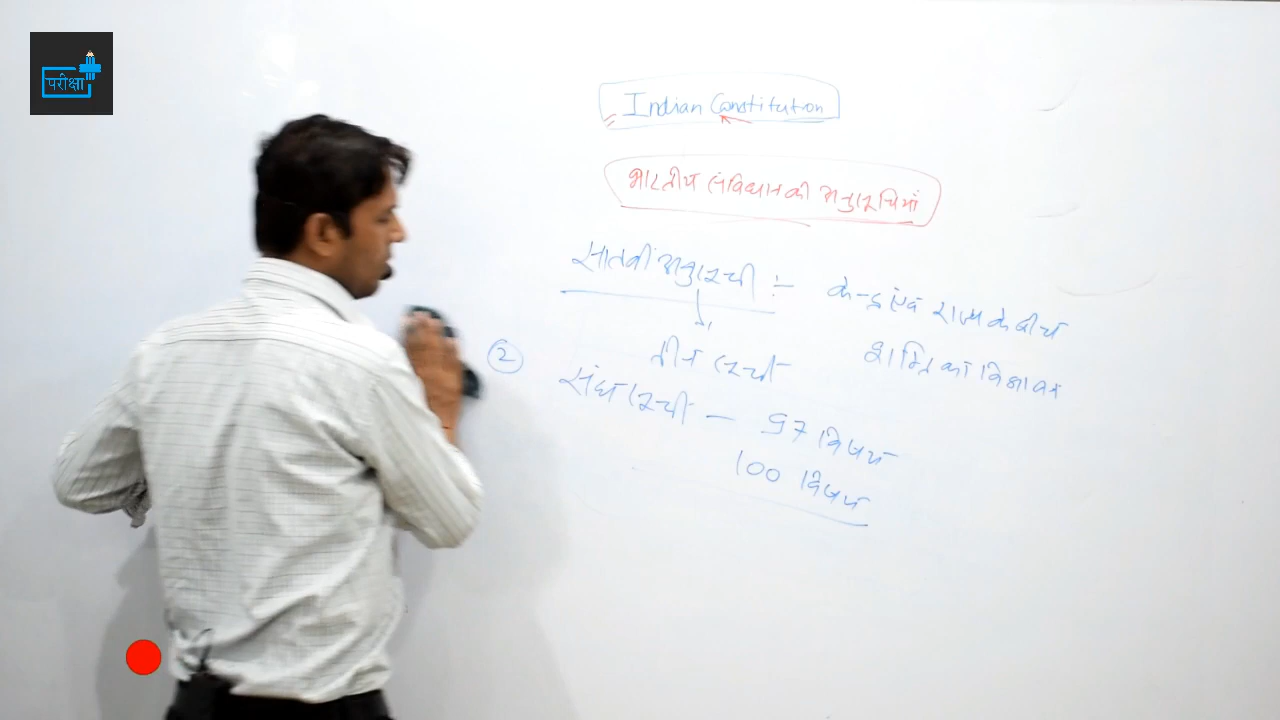 परीक्षा
Indian Constitution
भारतीय संविधान की अनुसूचियां
सातवीं अनुसूची :- केन्द्र एवं राज्य के बीच
तीन सूची शक्ति का विभाजन
② संघ सूची - 97 विषय
100 विषय